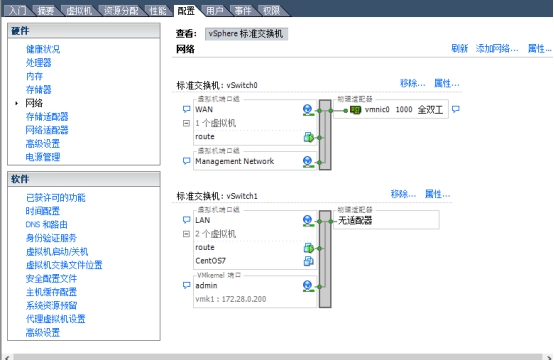 入门 摘要 虚拟机 资源分配 性能 配置 用户 事件 权限
硬件
健康状况
处理器
内存
存储器
网络
存储适配器
网络适配器
高级设置
电源管理
软件
已获许可的功能
时间配置
DNS 和路由
身份验证服务
虚拟机启动/关机
虚拟机交换文件位置
安全配置文件
主机缓存配置
系统资源预留
代理虚拟机设置
高级设置
查看: vSphere 标准交换机
网络
刷新 添加网络... 属性...
标准交换机: vSwitch0 移除... 属性...
虚拟机端口组 物理适配器
WAN vmnic0 1000 全双工
1 个虚拟机
route
虚拟机端口组
Management Network
标准交换机: vSwitch1 移除... 属性...
虚拟机端口组 物理适配器
LAN 无适配器
2 个虚拟机
route
CentOS7
VMkernel 端口
admin
vmk1 : 172.28.0.200